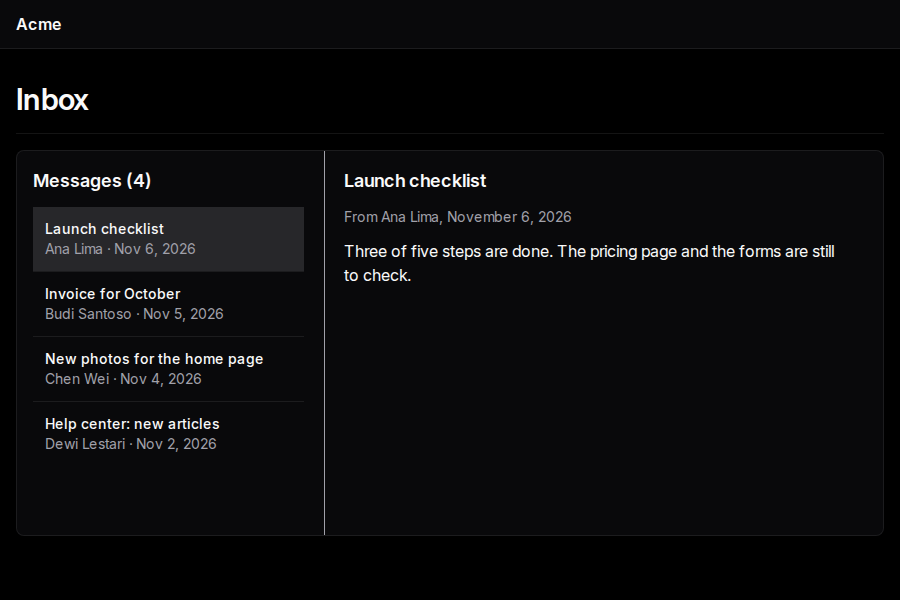 Acme
Inbox
Messages (4)
Launch checklist
Ana Lima · Nov 6, 2026
Invoice for October
Budi Santoso · Nov 5, 2026
New photos for the home page
Chen Wei · Nov 4, 2026
Help center: new articles
Dewi Lestari · Nov 2, 2026
Launch checklist
From Ana Lima, November 6, 2026
Three of five steps are done. The pricing page and the forms are still
to check.